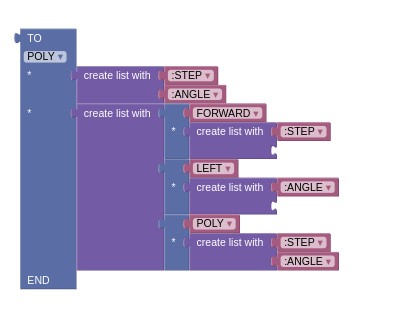 TO
POLY
* create list with :STEP
:ANGLE
* create list with FORWARD
* create list with :STEP
LEFT
* create list with :ANGLE
POLY
* create list with :STEP
:ANGLE
END